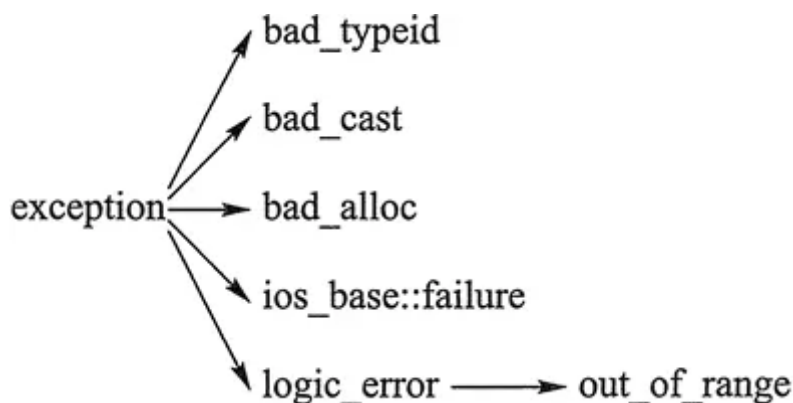 bad_typeid
bad_cast
exception bad_alloc
ios_base::failure
logic_error out_of_range